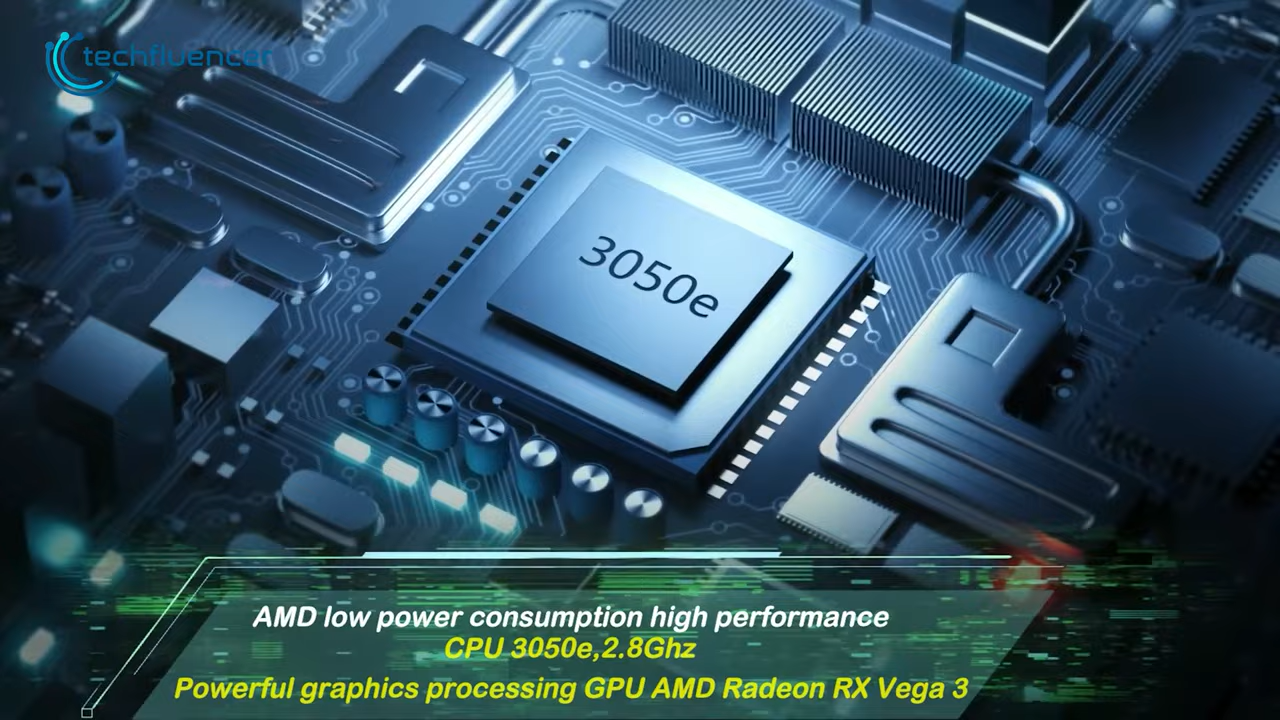 techfluencer
3050e
AMD low power consumption high performance
CPU 3050e,2.8Ghz
Powerful graphics processing GPU AMD Radeon RX Vega 3